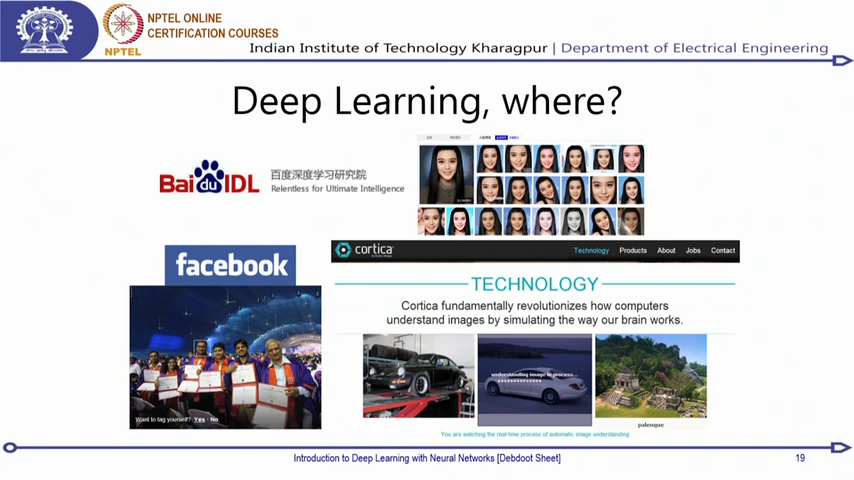 NPTEL ONLINE
CERTIFICATION COURSES
NPTEL
Indian Institute of Technology Kharagpur | Department of Electrical Engineering
Deep Learning, where?
Bai du IDL
百度深度学习研究院
Relentless for Ultimate Intelligence
cortica
Technology Products About Jobs Contact
facebook
TECHNOLOGY
Cortica fundamentally revolutionizes how computers
understand images by simulating the way our brain works.
understanding image in process...
Want to tag yourself? Yes - No
palenque
You are watching the real-time process of automatic image understanding
Introduction to Deep Learning with Neural Networks [Debdoot Sheet]
19